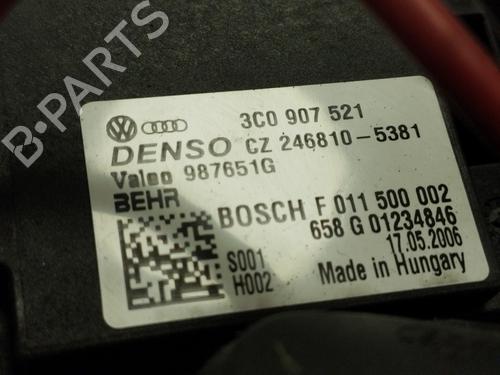 3C0 907 521
DENSO CZ 246810-5381
Valeo 987651G
BEHR
BOSCH F 011 500 002
658 G 01234846
17.05.2006
S001
H002
Made in Hungary